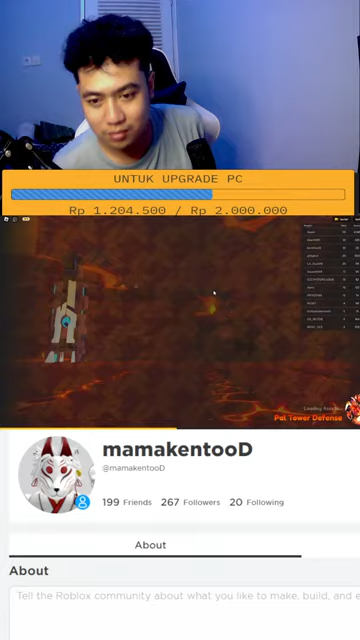 UNTUK UPGRADE PC
Rp 1.204.500 / Rp 2.000.000
Pal Tower Defense
mamakentooD
@mamakentooD
199 Friends 267 Followers 20 Following
About
About
Tell the Roblox community about what you like to make, build, and e